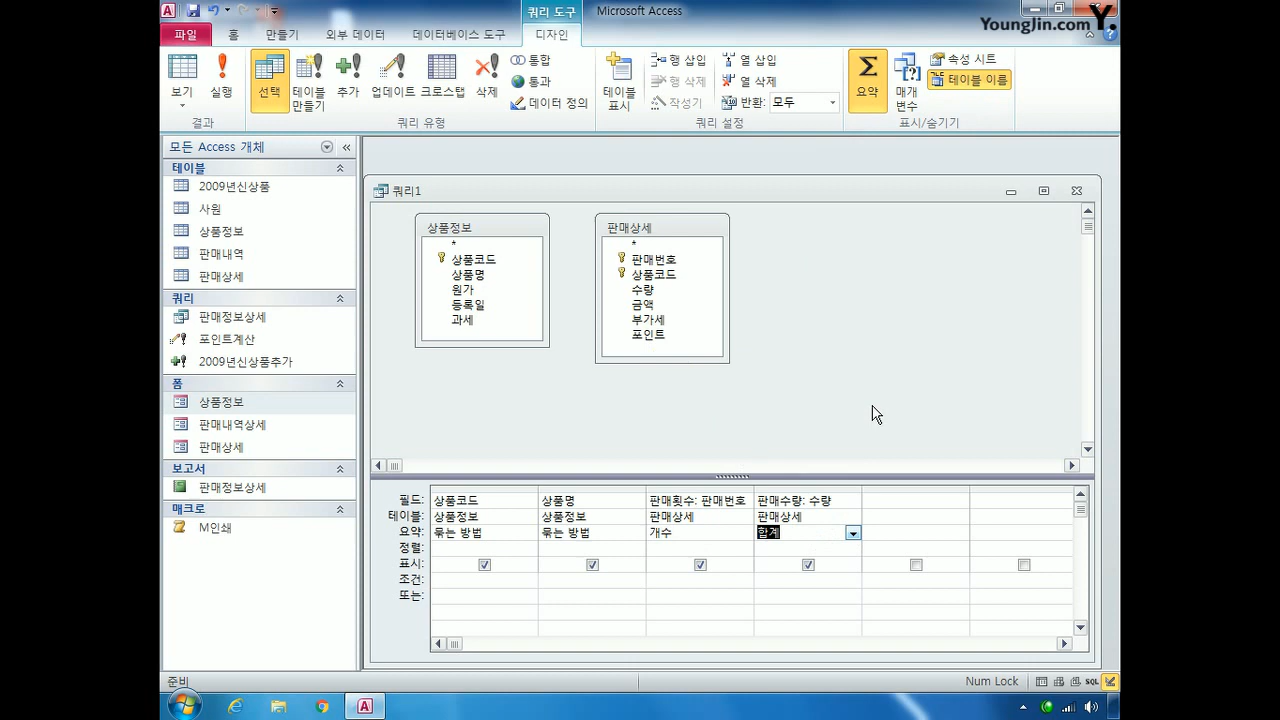 쿼리 도구
Microsoft Access
YoungJin.com Y.
파일
홈
만들기
외부 데이터
데이터베이스 도구
디자인
보기
실행
결과
선택
테이블
만들기
추가
업데이트
크로스탭
삭제
통합
통과
데이터 정의
쿼리 유형
테이블
표시
행 삽입
행 삭제
작성기
열 삽입
열 삭제
반환: 모두
쿼리 설정
Σ
요약
매개
변수
속성 시트
테이블 이름
표시/숨기기
모든 Access 개체
테이블
2009년신상품
사원
상품정보
판매내역
판매상세
쿼리
판매정보상세
포인트계산
2009년신상품추가
폼
상품정보
판매내역상세
판매상세
보고서
판매정보상세
매크로
M인쇄
쿼리1
상품정보
*
상품코드
상품명
원가
등록일
과세
판매상세
*
판매번호
상품코드
수량
금액
부가세
포인트
필드: 상품코드 상품명 판매횟수: 판매번호 판매수량: 수량
테이블: 상품정보 상품정보 판매상세 판매상세
요약: 묶는 방법 묶는 방법 개수 합계
정렬:
표시:
조건:
또는:
준비
Num Lock
SQL